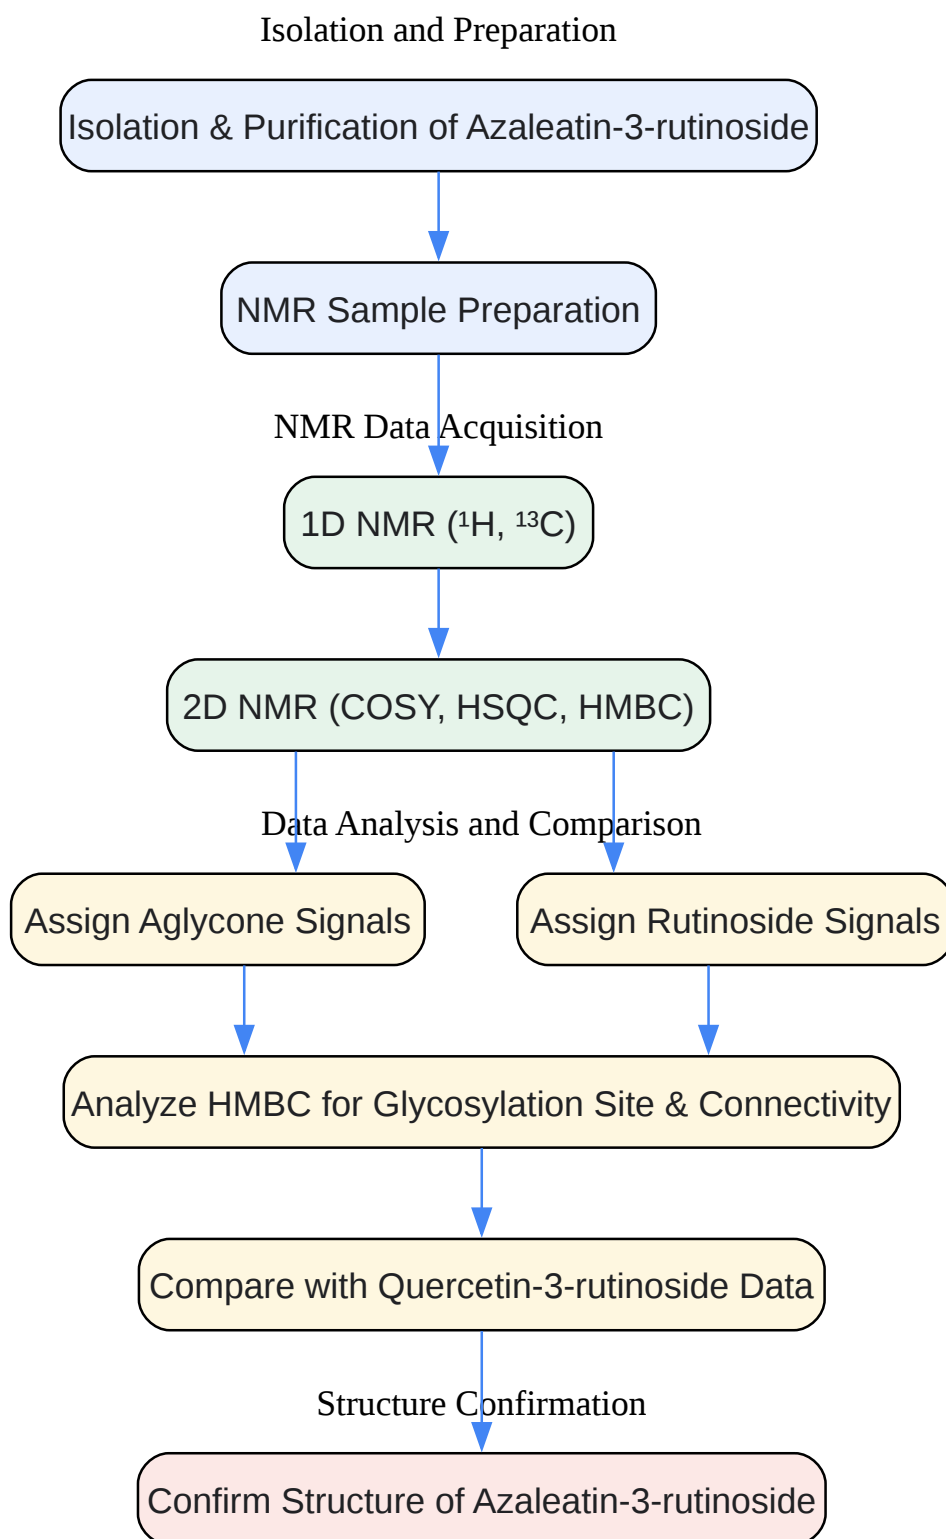 Isolation and Preparation
Isolation & Purification of Azaleatin-3-rutinoside
NMR Sample Preparation
NMR Data Acquisition
1D NMR (¹H, ¹³C)
2D NMR (COSY, HSQC, HMBC)
Data Analysis and Comparison
Assign Aglycone Signals
Assign Rutinoside Signals
Analyze HMBC for Glycosylation Site & Connectivity
Compare with Quercetin-3-rutinoside Data
Structure Confirmation
Confirm Structure of Azaleatin-3-rutinoside